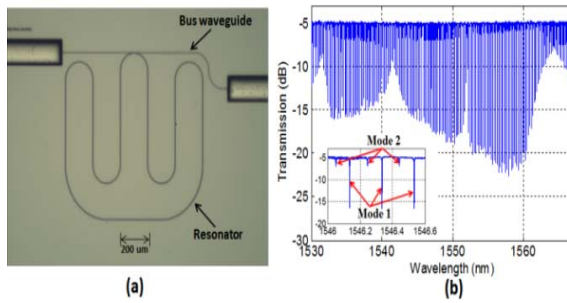 Bus waveguide
Resonator
200 um
(a)
Transmission (dB)
-5
-10
-15
-20
-25
-30
1530
1540
1550
1560
Wavelength (nm)
Mode 2
Mode 1
-5
-10
-15
-20
1546
1546.2
1546.4
1546.6
(b)